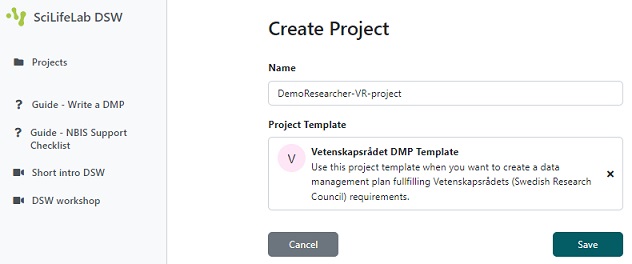 SciLifeLab DSW
Projects
Guide - Write a DMP
Guide - NBIS Support
Checklist
Short intro DSW
DSW workshop
Create Project
Name
DemoResearcher-VR-project
Project Template
V
Vetenskapsrådet DMP Template
Use this project template when you want to create a data
management plan fullfilling Vetenskapsrådets (Swedish Research
Council) requirements.
Cancel
Save